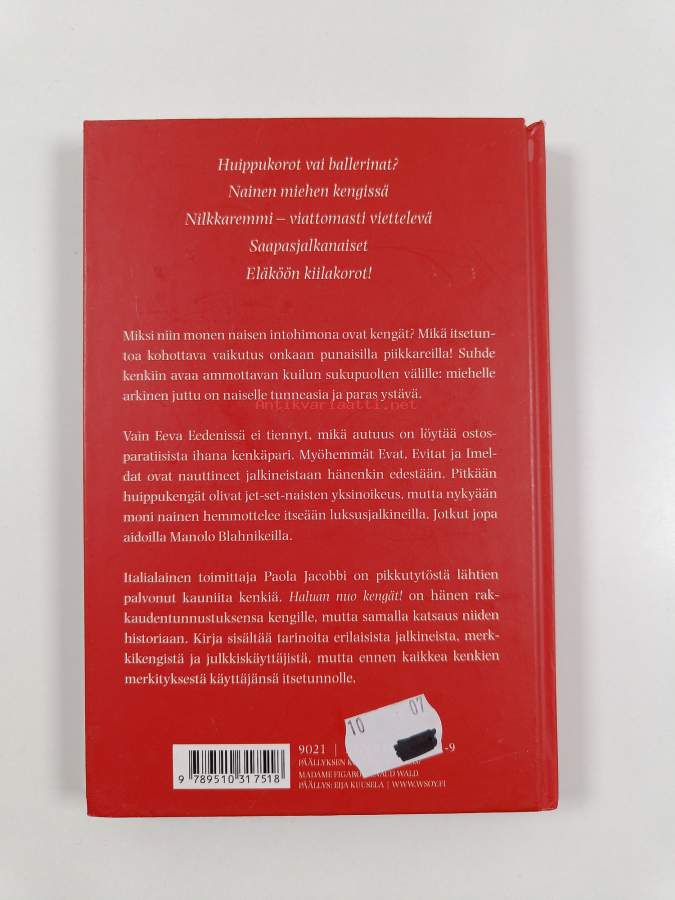 Huippukorot vai ballerinat?
Nainen miehen kengissä
Nilkkaremmi – viattomasti viettelevä
Saapasjalkanaiset
Eläköön kiilakorot!
Miksi niin monen naisen intohimona ovat kengät? Mikä itsetun-
toa kohottava vaikutus onkaan punaisilla piikkareilla! Suhde
kenkiin avaa ammottavan kuilun sukupuolten välille: miehelle
arkinen juttu on naiselle tunneasia ja paras ystävä.
Antikvariaatti.net
Vain Eeva Eedenissä ei tiennyt, mikä autuus on löytää ostos-
paratiisista ihana kenkäpari. Myöhemmät Evat, Evitat ja Imel-
dat ovat nauttineet jalkineistaan hänenkin edestään. Pitkään
huippukengät olivat jet-set-naisten yksinoikeus, mutta nykyään
moni nainen hemmottelee itseään luksusjalkineilla. Jotkut jopa
aidoilla Manolo Blahnikeilla.
Italialainen toimittaja Paola Jacobbi on pikkutytöstä lähtien
palvonut kauniita kenkiä. Haluan nuo kengät! on hänen rak-
kaudentunnustuksensa kengille, mutta samalla katsaus niiden
historiaan. Kirja sisältää tarinoita erilaisista jalkineista, merk-
kikengistä ja julkkiskäyttäjistä, mutta ennen kaikkea kenkien
merkityksestä käyttäjänsä itsetunnolle.
10 07
9021 | -9
PÄÄLLYKSEN
MADAME FIGARO WALD
PÄÄLLYS: EIJA KUUSELA | WWW.WSOY.FI
9 789510 317518